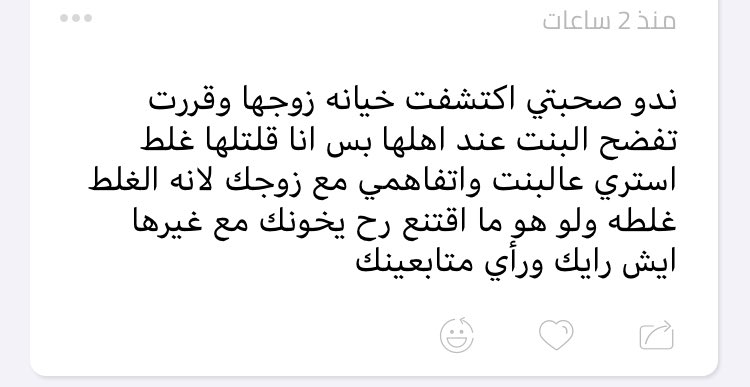 منذ 2 ساعات
ندو صحبتي اكتشفت خيانه زوجها وقررت
تفضح البنت عند اهلها بس انا قلتلها غلط
استري عالبنت واتفاهمي مع زوجك لانه الغلط
غلطه ولو هو ما اقتنع رح يخونك مع غيرها
ايش رايك ورأي متابعينك